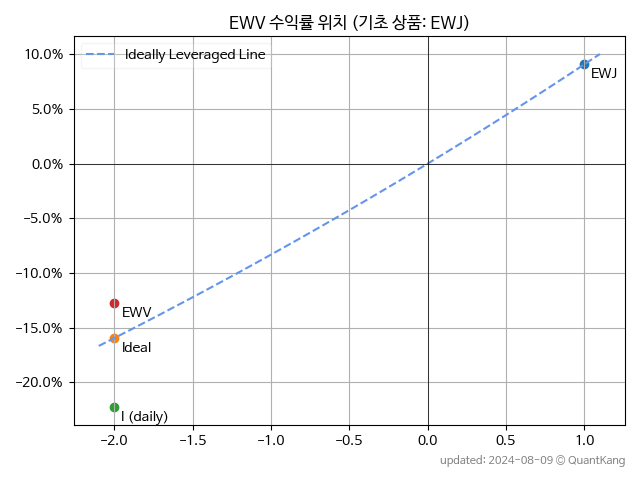 EWV 수익률 위치 (기초 상품: EWJ)
Ideally Leveraged Line
10.0%
5.0%
0.0%
-5.0%
-10.0%
-15.0%
-20.0%
EWJ
EWV
Ideal
I (daily)
-2.0 -1.5 -1.0 -0.5 0.0 0.5 1.0
updated: 2024-08-09 © QuantKang